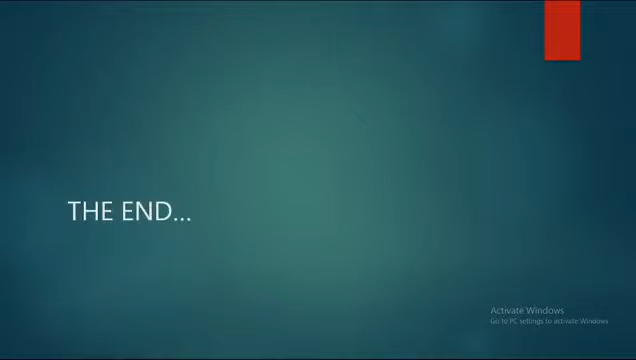 THE END...
Activate Windows
Go to PC settings to activate Windows